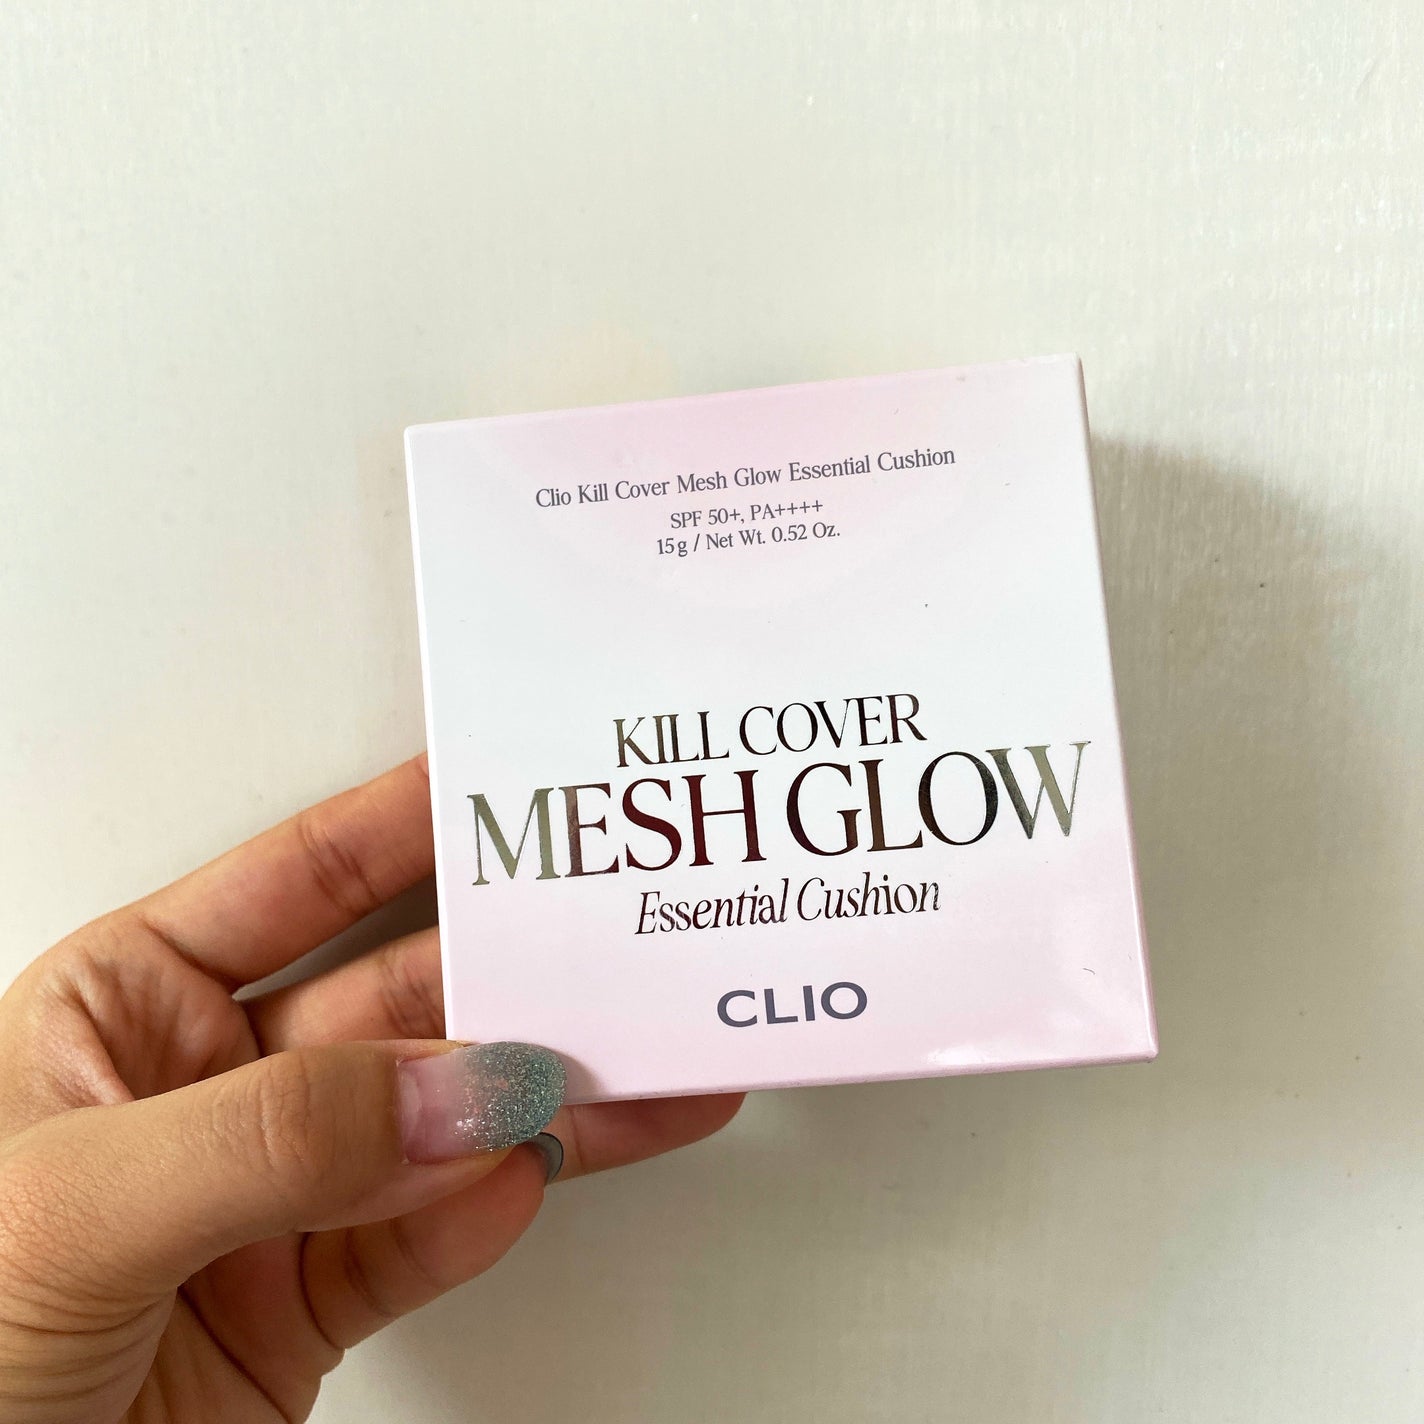 Clio Kill Cover Mesh Glow Essential Cushion
SPF 50+, PA++++
15g / Net Wt. 0.52 Oz.
KILL COVER
MESH GLOW
Essential Cushion
CLIO